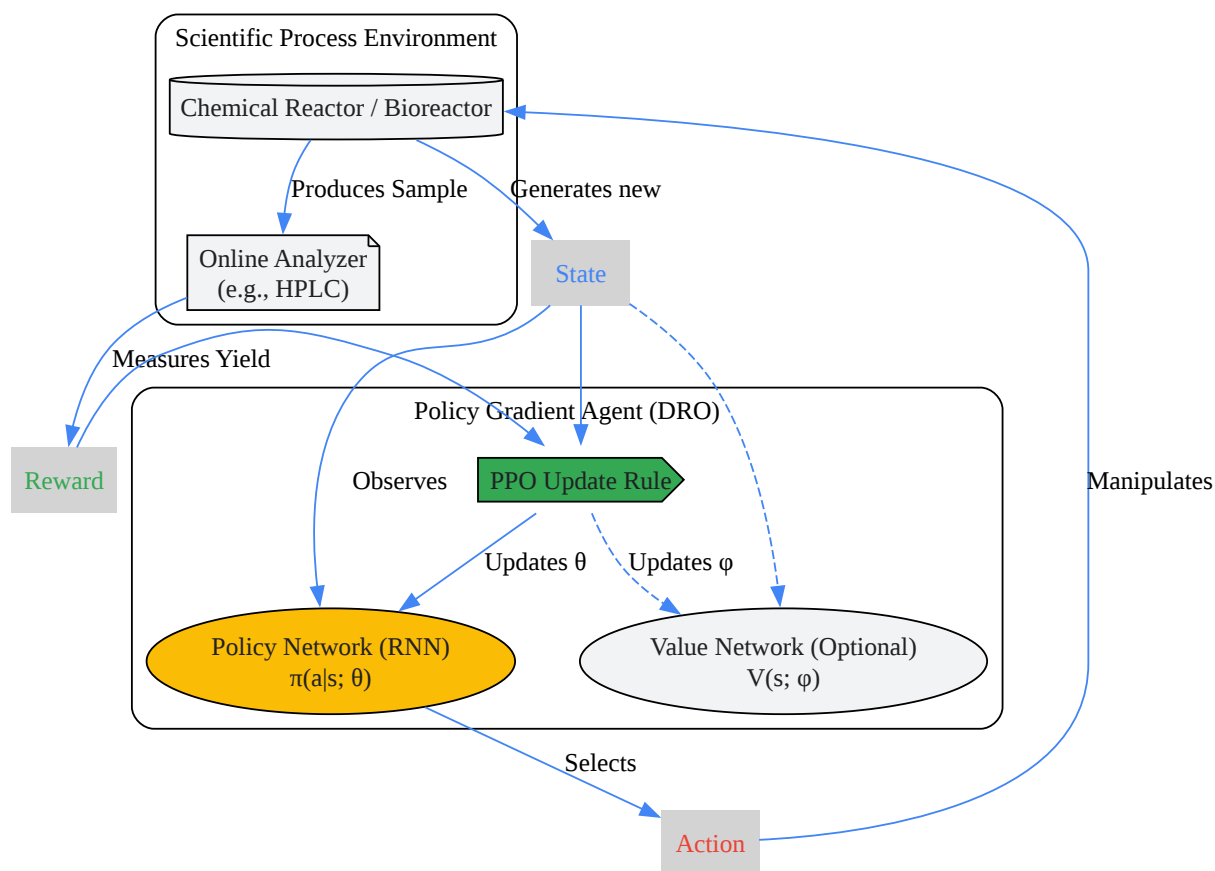 Scientific Process Environment
Chemical Reactor / Bioreactor
Produces Sample
Generates new
Online Analyzer
(e.g., HPLC)
State
Measures Yield
Policy Gradient Agent (DRO)
Reward
Observes
PPO Update Rule
Manipulates
Updates θ
Updates φ
Policy Network (RNN)
π(a|s; θ)
Value Network (Optional)
V(s; φ)
Selects
Action